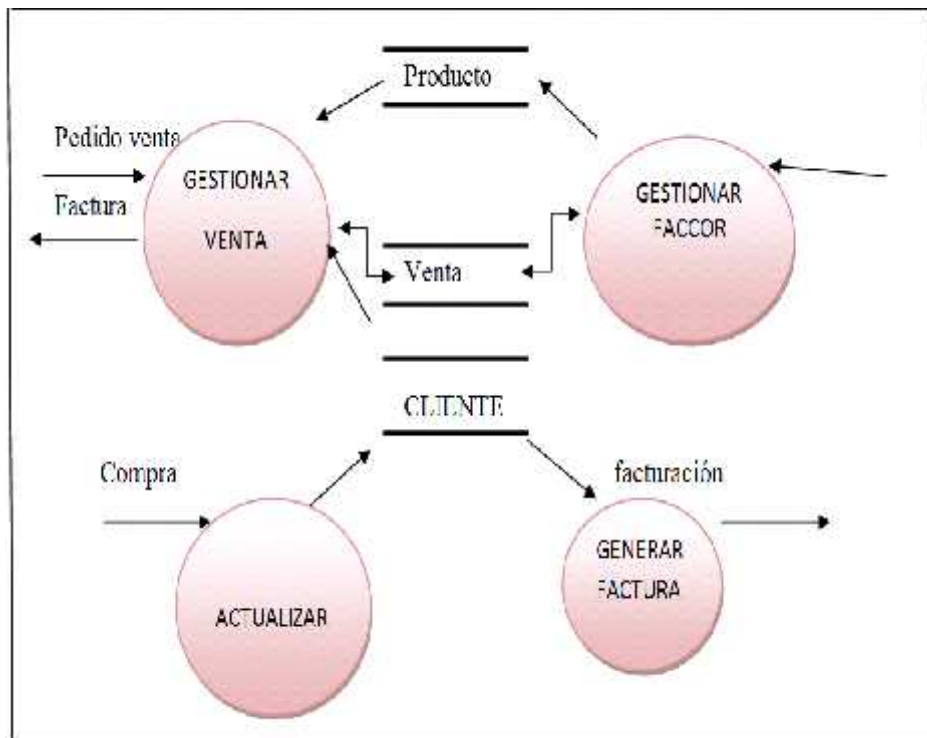 Producto
Pedido venta
GESTIONAR
VENTA
Factura
GESTIONAR
FACCOR
Venta
CLIENTE
Compra
facturación
ACTUALIZAR
GENERAR
FACTURA